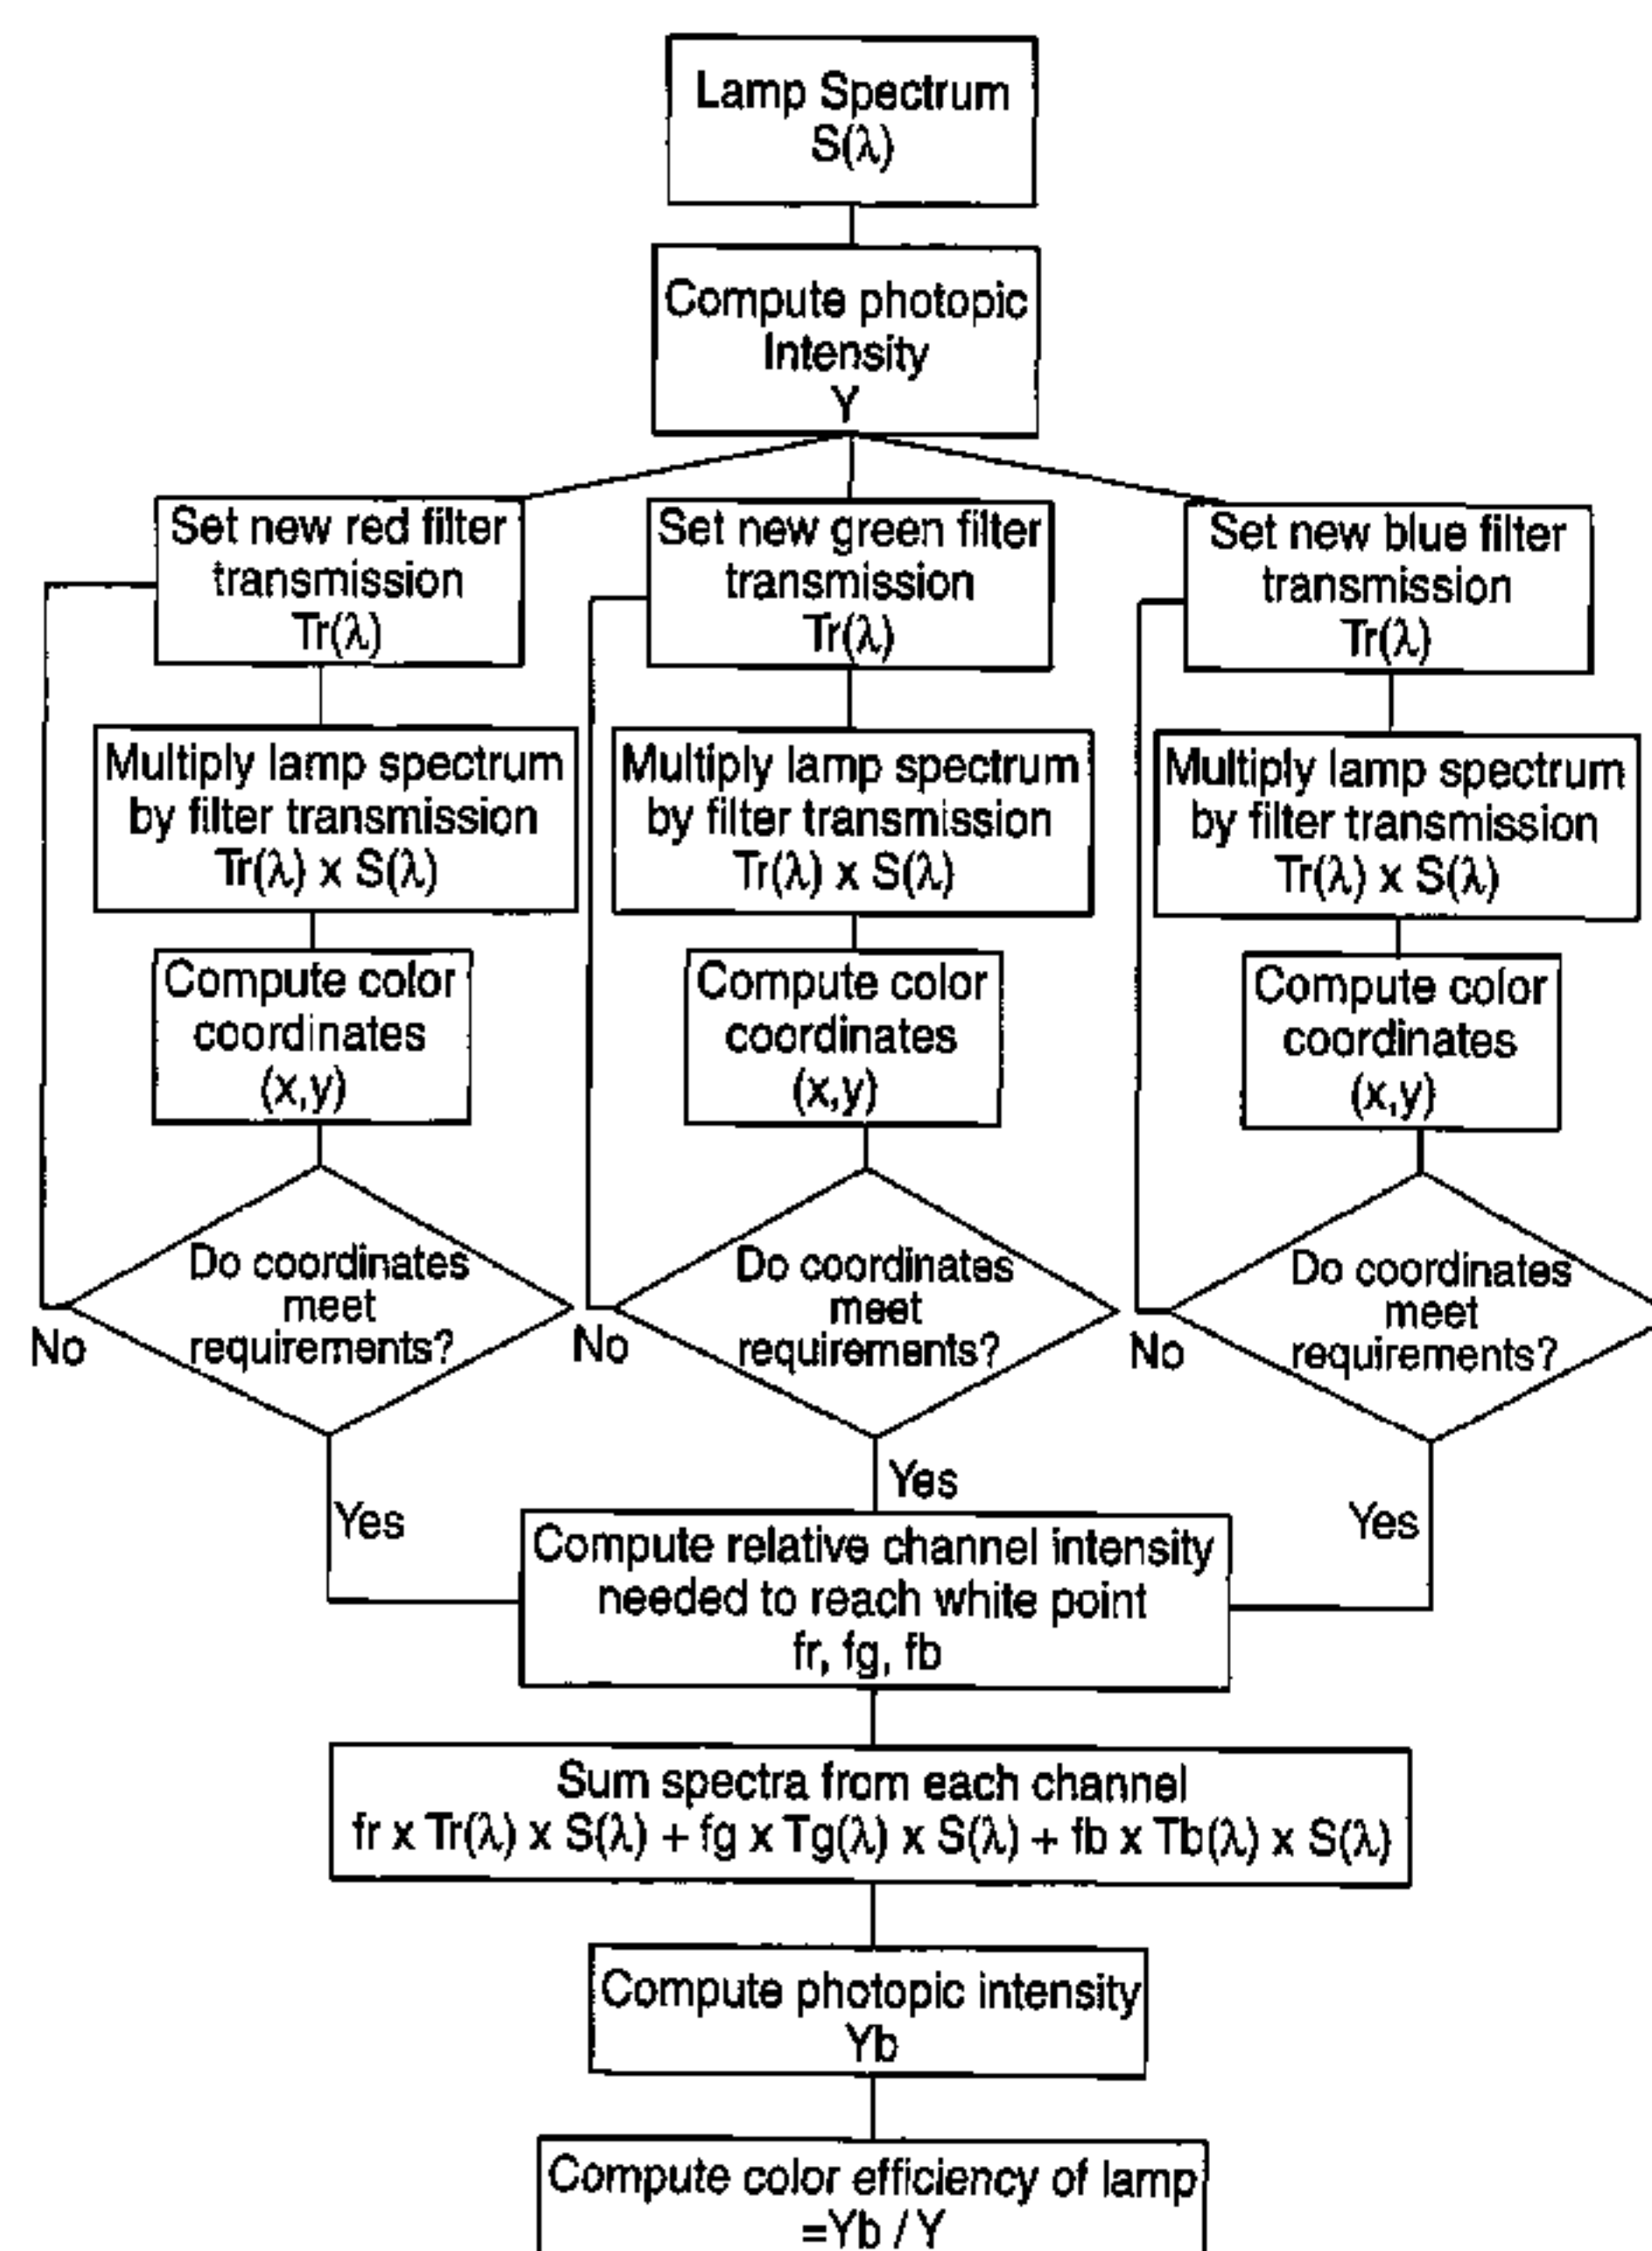 Lamp Spectrum
S(λ)
Compute photopic
Intensity
Y
Set new red filter
transmission
Tr(λ)
Set new green filter
transmission
Tr(λ)
Set new blue filter
transmission
Tr(λ)
Multiply lamp spectrum
by filter transmission
Tr(λ) x S(λ)
Multiply lamp spectrum
by filter transmission
Tr(λ) x S(λ)
Multiply lamp spectrum
by filter transmission
Tr(λ) x S(λ)
Compute color
coordinates
(x,y)
Compute color
coordinates
(x,y)
Compute color
coordinates
(x,y)
Do coordinates
meet
requirements?
No
Do coordinates
meet
requirements?
No
Do coordinates
meet
requirements?
No
Yes
Yes
Yes
Compute relative channel intensity
needed to reach white point
fr, fg, fb
Sum spectra from each channel
fr x Tr(λ) x S(λ) + fg x Tg(λ) x S(λ) + fb x Tb(λ) x S(λ)
Compute photopic intensity
Yb
Compute color efficiency of lamp
=Yb / Y